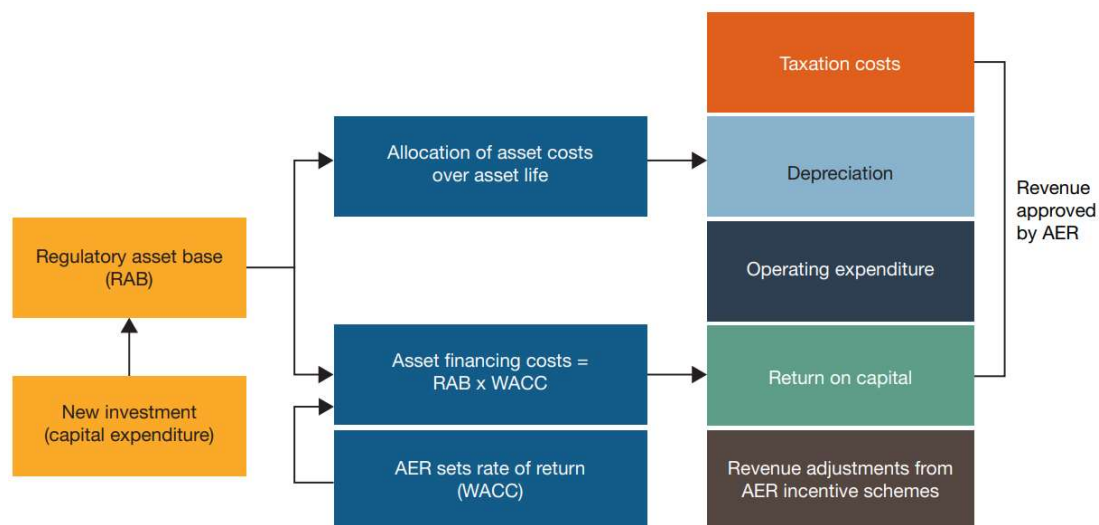 Taxation costs
Allocation of asset costs
over asset life
Depreciation
Revenue
approved
by AER
Regulatory asset base
(RAB)
Operating expenditure
Asset financing costs =
RAB x WACC
Return on capital
New investment
(capital expenditure)
AER sets rate of return
(WACC)
Revenue adjustments from
AER incentive schemes